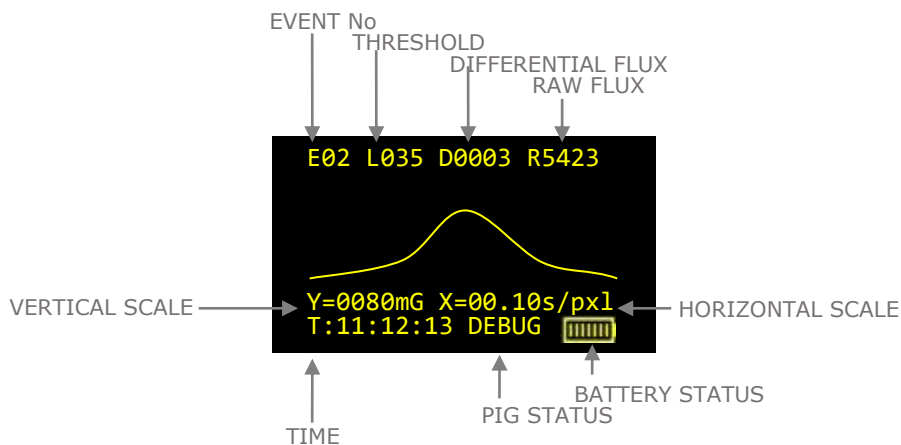 EVENT No
THRESHOLD
DIFFERENTIAL FLUX
RAW FLUX
E02 L035 D0003 R5423
VERTICAL SCALE
Y=0080mG X=00.10s/pxl
HORIZONTAL SCALE
T:11:12:13 DEBUG
BATTERY STATUS
PIG STATUS
TIME